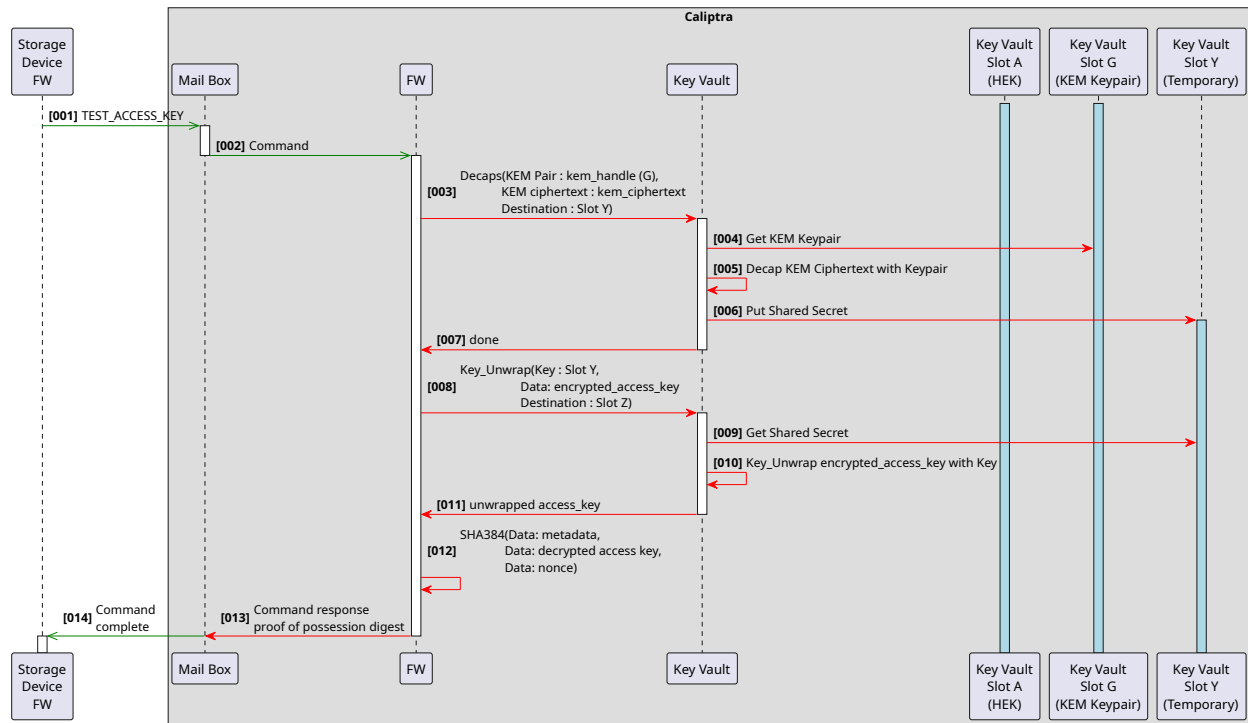 Caliptra
Storage
Device
FW
Mail Box
FW
Key Vault
Key Vault
Slot A
(HEK)
Key Vault
Slot G
(KEM Keypair)
Key Vault
Slot Y
(Temporary)
[001] TEST_ACCESS_KEY
[002] Command
Decaps(KEM Pair : kem_handle (G),
[003] KEM ciphertext : kem_ciphertext
Destination : Slot Y)
[004] Get KEM Keypair
[005] Decap KEM Ciphertext with Keypair
[006] Put Shared Secret
[007] done
Key_Unwrap(Key : Slot Y,
[008] Data: encrypted_access_key
Destination : Slot Z)
[009] Get Shared Secret
[010] Key_Unwrap encrypted_access_key with Key
[011] unwrapped access_key
SHA384(Data: metadata,
[012] Data: decrypted access key,
Data: nonce)
[013] Command response
proof of possession digest
[014] Command
complete
Storage
Device
FW
Mail Box
FW
Key Vault
Key Vault
Slot A
(HEK)
Key Vault
Slot G
(KEM Keypair)
Key Vault
Slot Y
(Temporary)